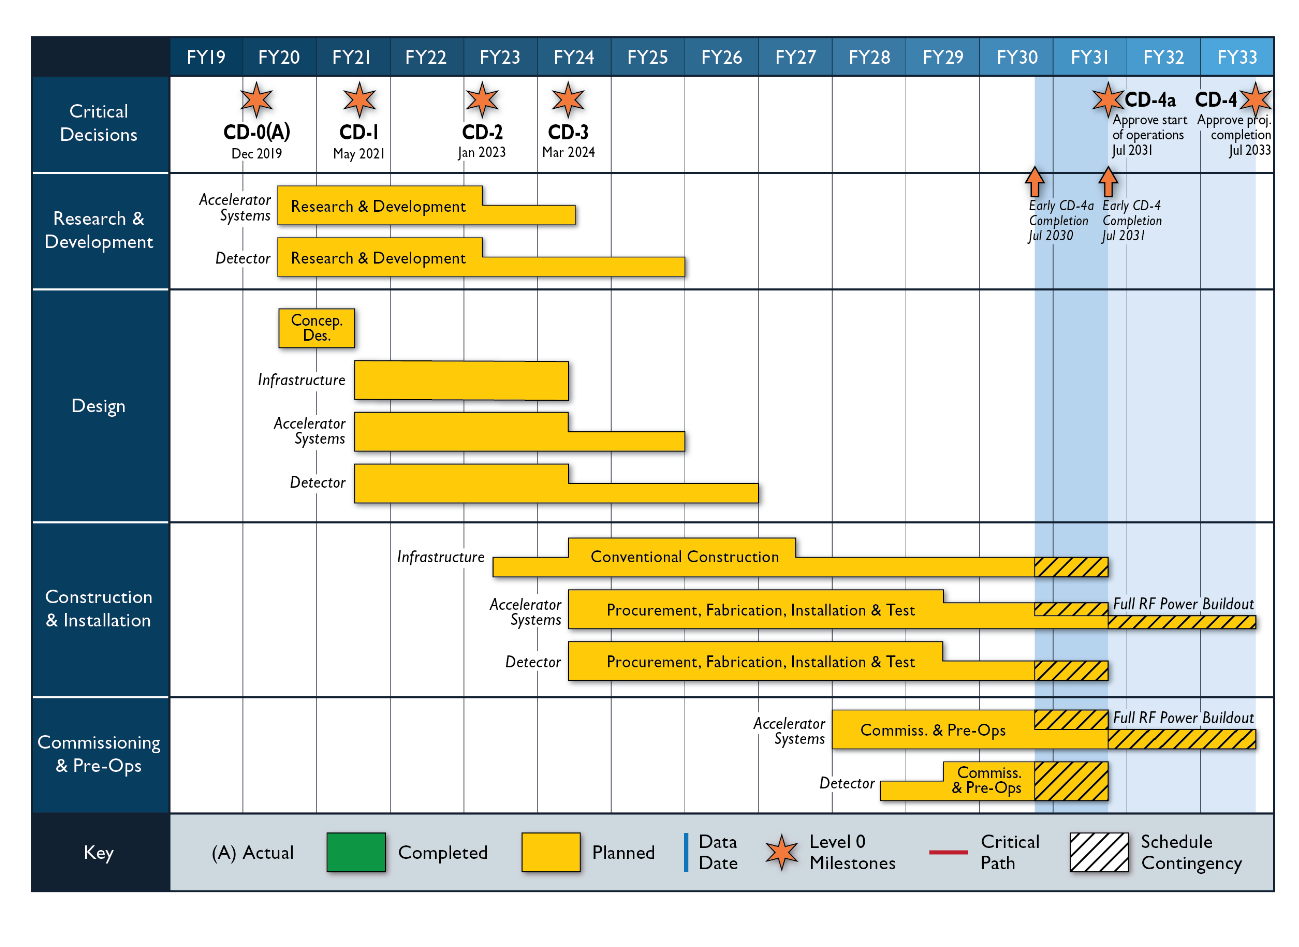 FY19 FY20 FY21 FY22 FY23 FY24 FY25 FY26 FY27 FY28 FY29 FY30 FY31 FY32 FY33
Critical
Decisions
CD-0(A)
Dec 2019
CD-1
May 2021
CD-2
Jan 2023
CD-3
Mar 2024
CD-4a
Approve start
of operations
Jul 2031
CD-4
Approve proj.
completion
Jul 2033
Early CD-4a
Completion
Jul 2030
Early CD-4
Completion
Jul 2031
Research &
Development
Accelerator
Systems
Research & Development
Detector
Research & Development
Design
Concep.
Des.
Infrastructure
Accelerator
Systems
Detector
Construction
& Installation
Infrastructure
Conventional Construction
Accelerator
Systems
Procurement, Fabrication, Installation & Test
Full RF Power Buildout
Detector
Procurement, Fabrication, Installation & Test
Commissioning
& Pre-Ops
Accelerator
Systems
Commiss. & Pre-Ops
Full RF Power Buildout
Detector
Commiss.
& Pre-Ops
Key
(A) Actual
Completed
Planned
Data
Date
Level 0
Milestones
Critical
Path
Schedule
Contingency